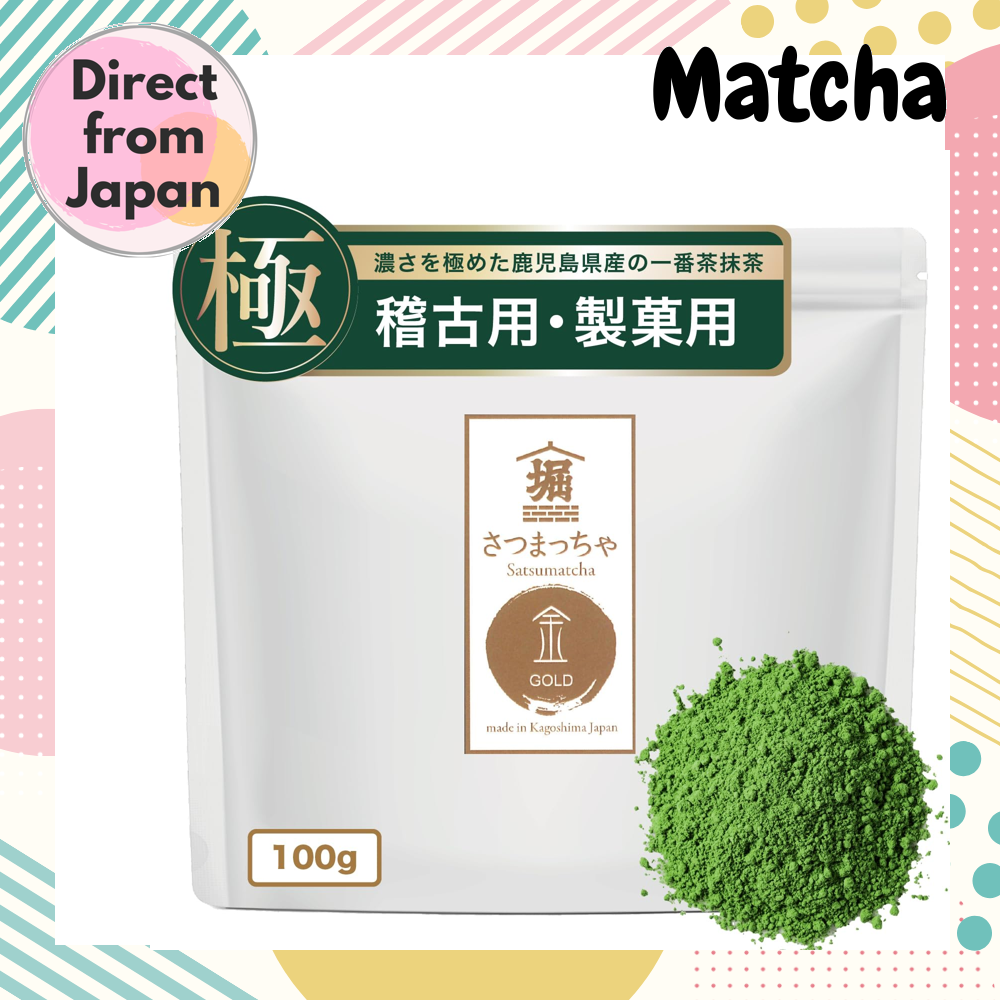 Direct
from
Japan
Matcha
極
濃さを極めた鹿児島県産の一番茶抹茶
稽古用・製菓用
堀
さつまっちゃ
Satsumatcha
GOLD
made in Kagoshima Japan
100g